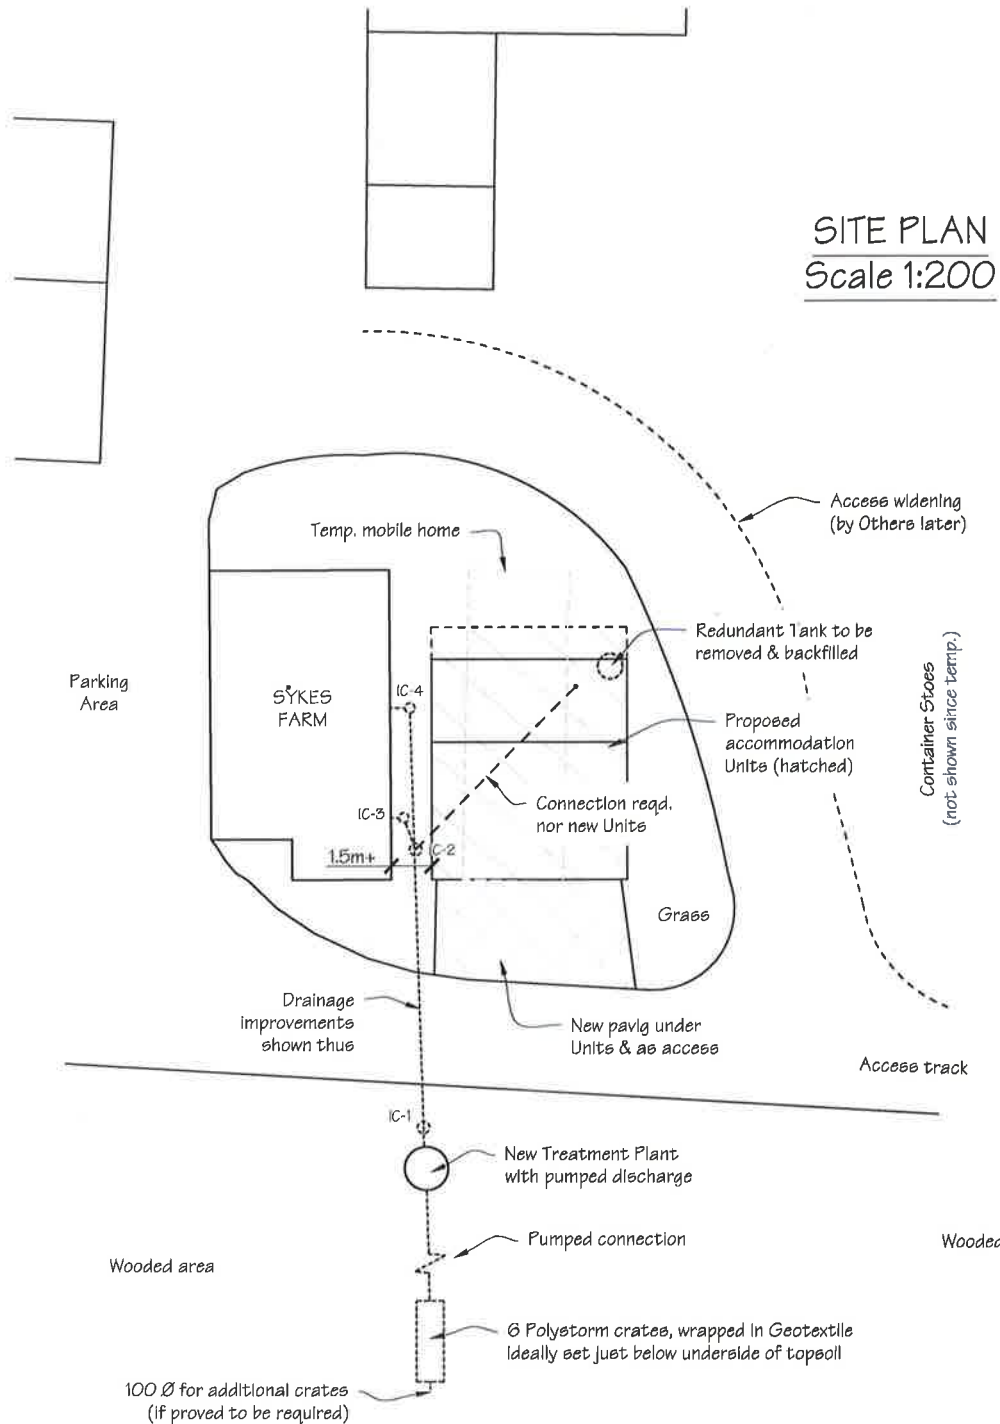 SITE PLAN
Scale 1:200
Access widening
(by Others later)
Temp. mobile home
Redundant Tank to be
removed & backfilled
Parking
Area
SYKES
FARM
IC-4
Proposed
accommodation
Units (hatched)
Container Stoes
(not shown since temp.)
IC-3
Connection reqd.
nor new Units
1.5m+
IC-2
Grass
Drainage
improvements
shown thus
New pavig under
Units & as access
Access track
IC-1
New Treatment Plant
with pumped discharge
Pumped connection
Wooded
Wooded area
6 Polystorm crates, wrapped in Geotextile
ideally set just below underside of topsoil
100 Ø for additional crates
(if proved to be required)